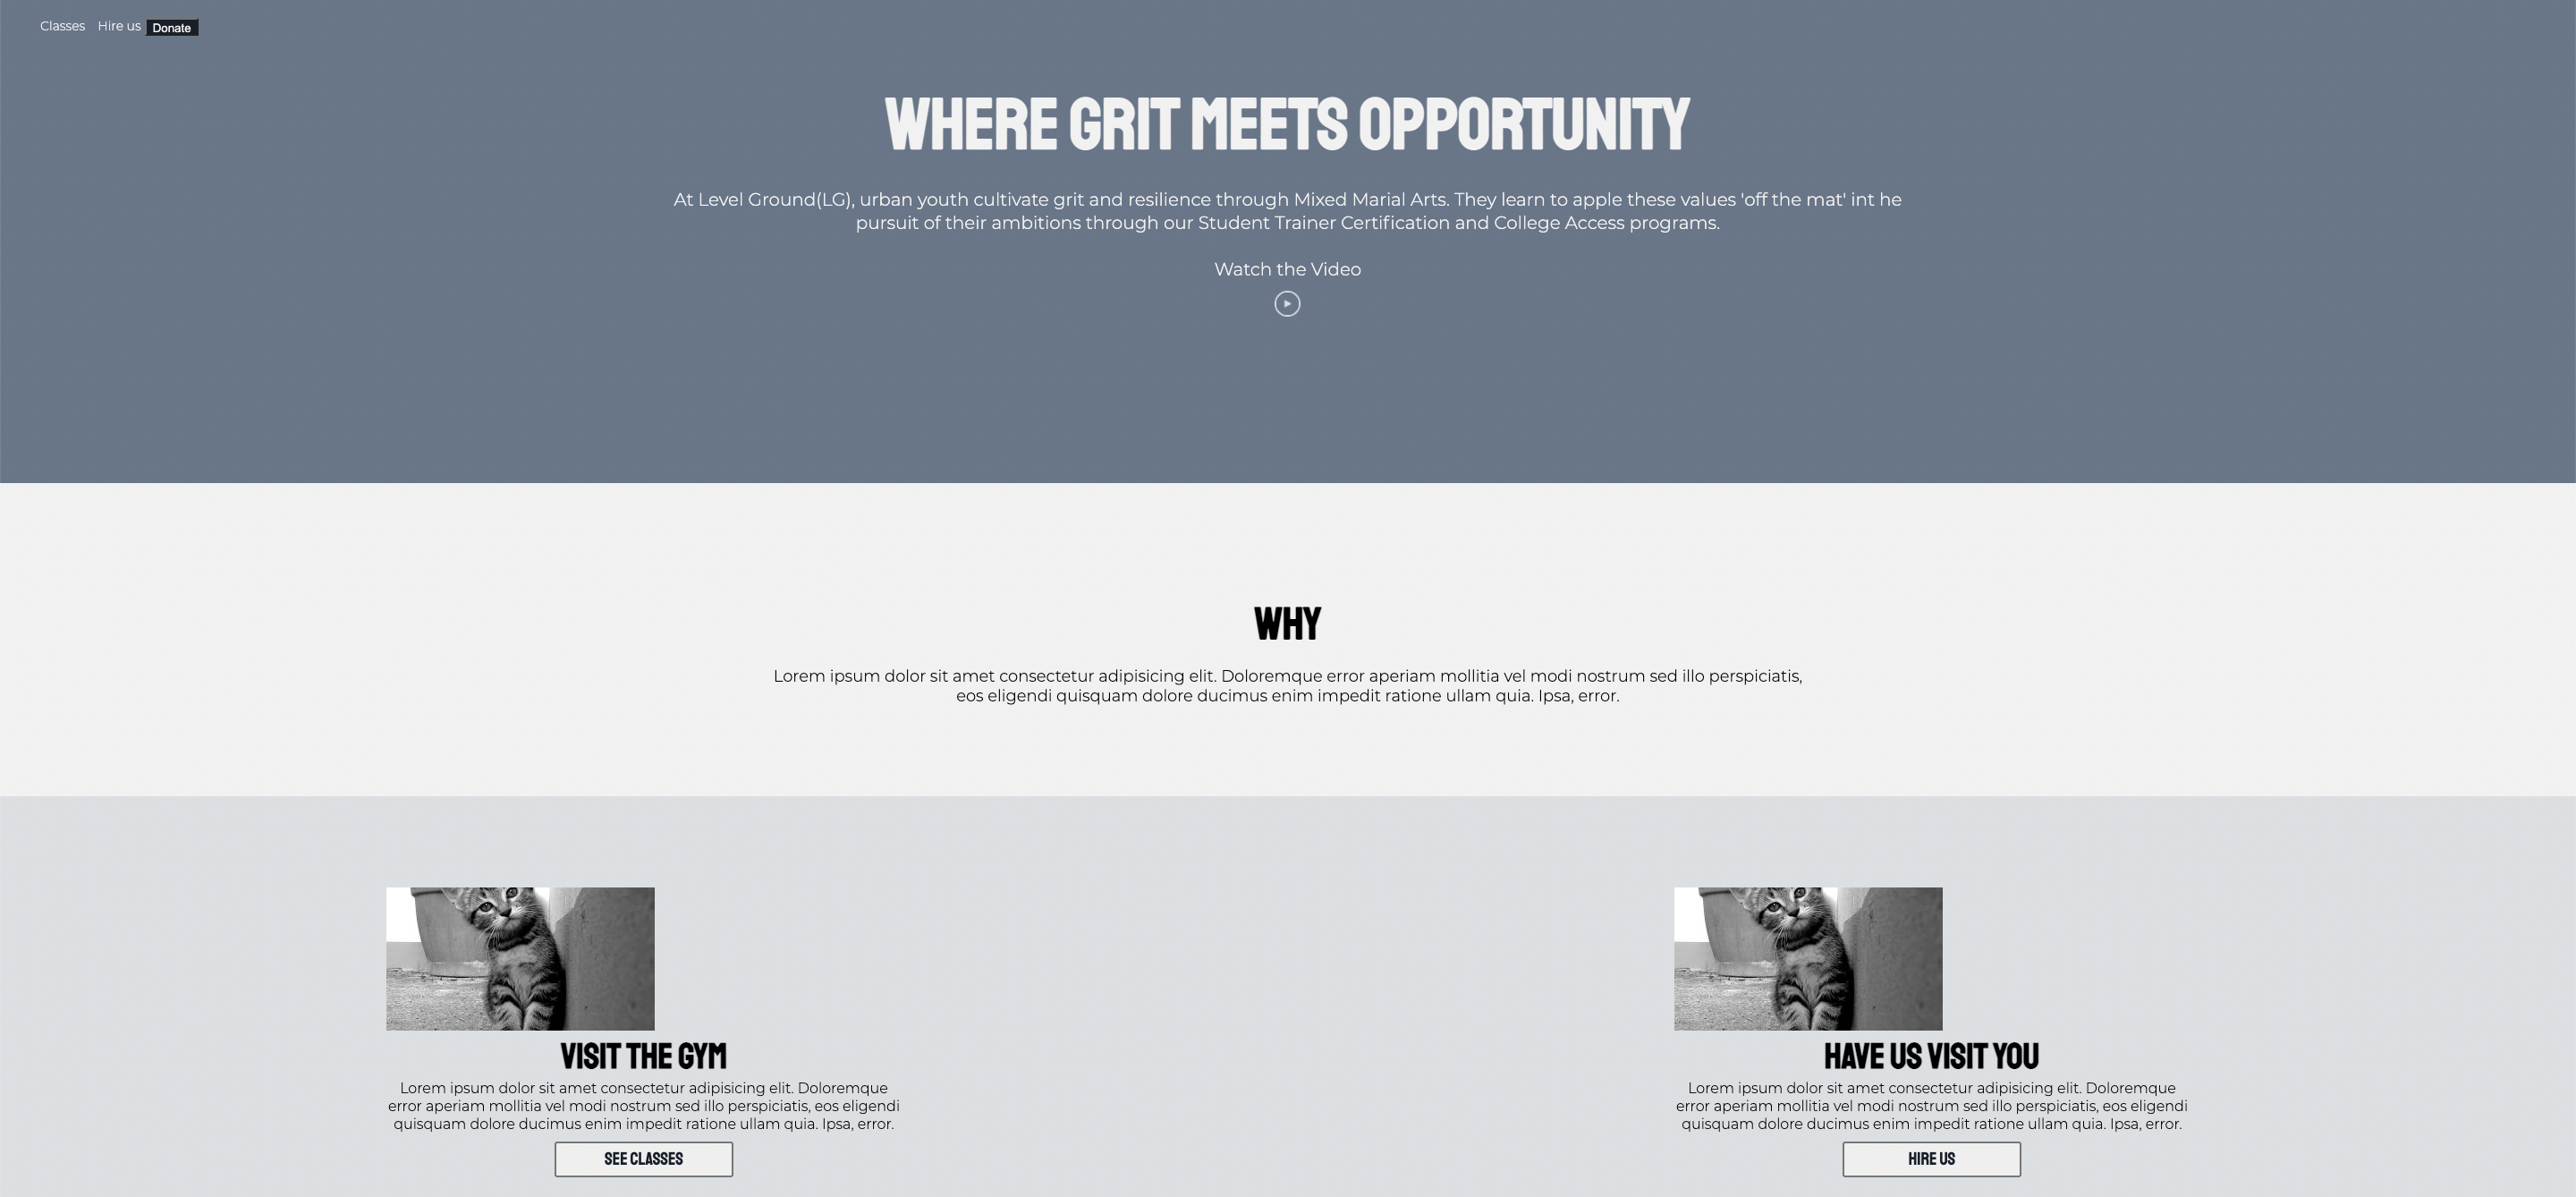 Classes Hire us Donate
WHERE GRIT MEETS OPPORTUNITY
At Level Ground(LG), urban youth cultivate grit and resilience through Mixed Marial Arts. They learn to apple these values 'off the mat' int he
pursuit of their ambitions through our Student Trainer Certification and College Access programs.
Watch the Video
WHY
Lorem ipsum dolor sit amet consectetur adipisicing elit. Doloremque error aperiam mollitia vel modi nostrum sed illo perspiciatis,
eos eligendi quisquam dolore ducimus enim impedit ratione ullam quia. Ipsa, error.
VISIT THE GYM
Lorem ipsum dolor sit amet consectetur adipisicing elit. Doloremque
error aperiam mollitia vel modi nostrum sed illo perspiciatis, eos eligendi
quisquam dolore ducimus enim impedit ratione ullam quia. Ipsa, error.
SEE CLASSES
HAVE US VISIT YOU
Lorem ipsum dolor sit amet consectetur adipisicing elit. Doloremque
error aperiam mollitia vel modi nostrum sed illo perspiciatis, eos eligendi
quisquam dolore ducimus enim impedit ratione ullam quia. Ipsa, error.
HIRE US